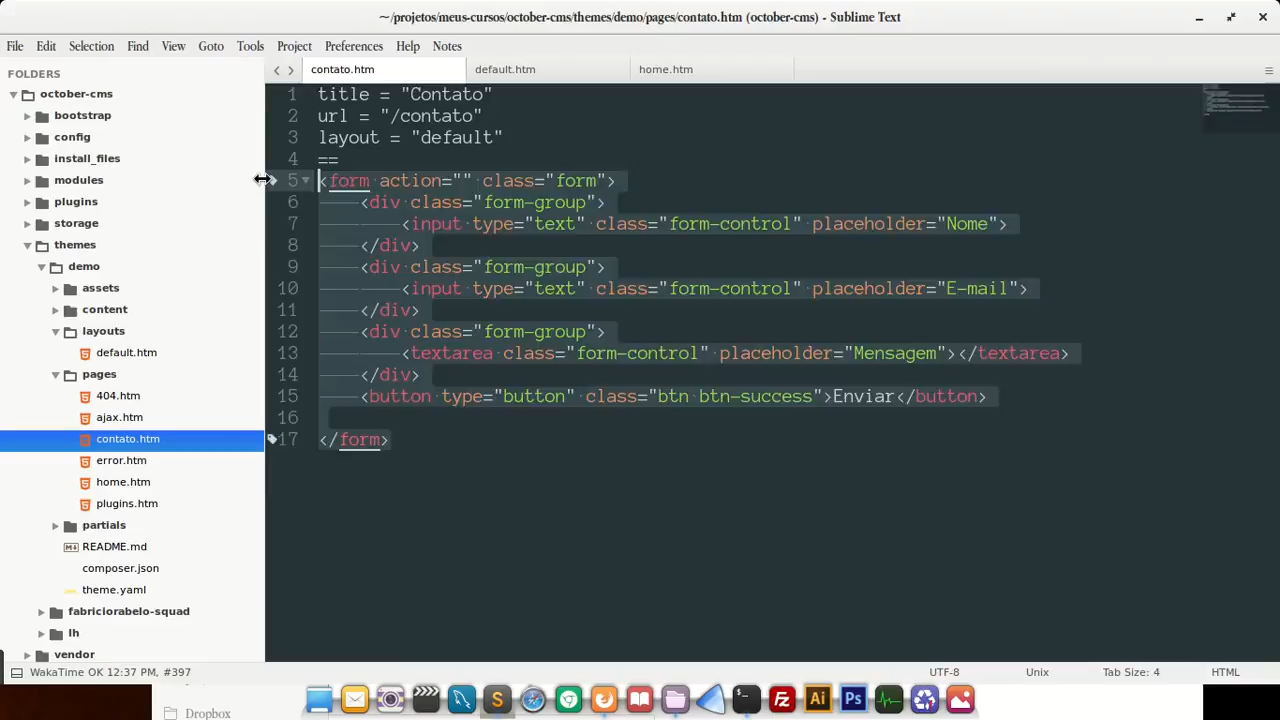 ~/projetos/meus-cursos/october-cms/themes/demo/pages/contato.htm (october-cms) - Sublime Text
File Edit Selection Find View Goto Tools Project Preferences Help Notes
FOLDERS
october-cms
bootstrap
config
install_files
modules
plugins
storage
themes
demo
assets
content
layouts
default.htm
pages
404.htm
ajax.htm
contato.htm
error.htm
home.htm
plugins.htm
partials
README.md
composer.json
theme.yaml
fabriciorabelo-squad
lh
vendor
contato.htm default.htm home.htm
1 title = "Contato"
2 url = "/contato"
3 layout = "default"
4 ==
5 <form action="" class="form">
6 <div class="form-group">
7 <input type="text" class="form-control" placeholder="Nome">
8 </div>
9 <div class="form-group">
10 <input type="text" class="form-control" placeholder="E-mail">
11 </div>
12 <div class="form-group">
13 <textarea class="form-control" placeholder="Mensagem"></textarea>
14 </div>
15 <button type="button" class="btn btn-success">Enviar</button>
16
17 </form>
WakaTime OK 12:37 PM, #397 UTF-8 Unix Tab Size: 4 HTML
S >_ Fz Ai Ps
Dropbox